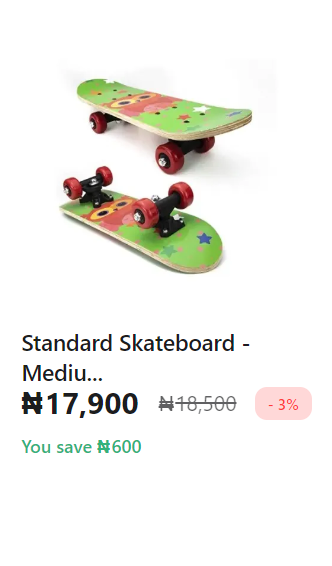 Standard Skateboard -
Mediu...
₦17,900 ₦18,500 - 3%
You save ₦600